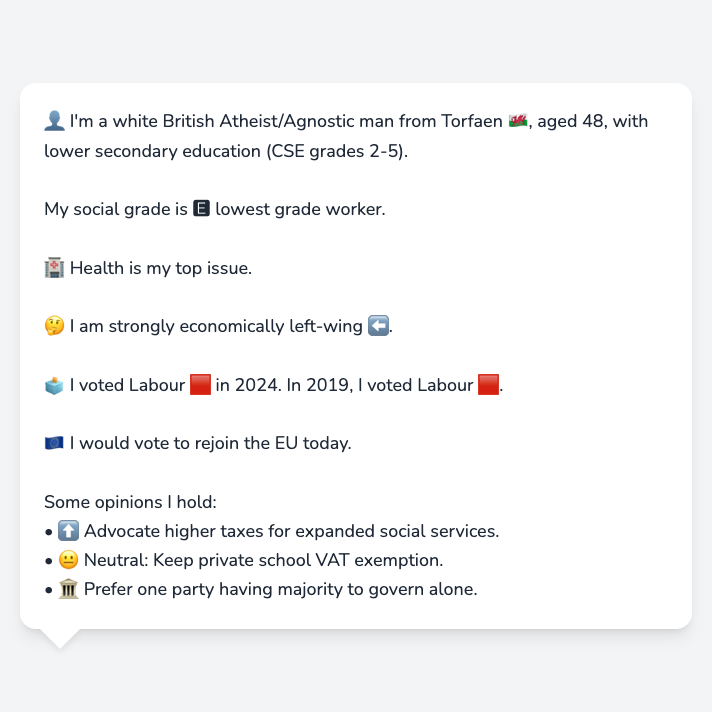 👤 I'm a white British Atheist/Agnostic man from Torfaen 🏴󠁧󠁢󠁷󠁬󠁳󠁿, aged 48, with
lower secondary education (CSE grades 2-5).
My social grade is 🅴 lowest grade worker.
🏥 Health is my top issue.
🤔 I am strongly economically left-wing ⬅️.
🗳️ I voted Labour 🟥 in 2024. In 2019, I voted Labour 🟥.
🇪🇺 I would vote to rejoin the EU today.
Some opinions I hold:
• ⬆️ Advocate higher taxes for expanded social services.
• 😐 Neutral: Keep private school VAT exemption.
• 🏛️ Prefer one party having majority to govern alone.